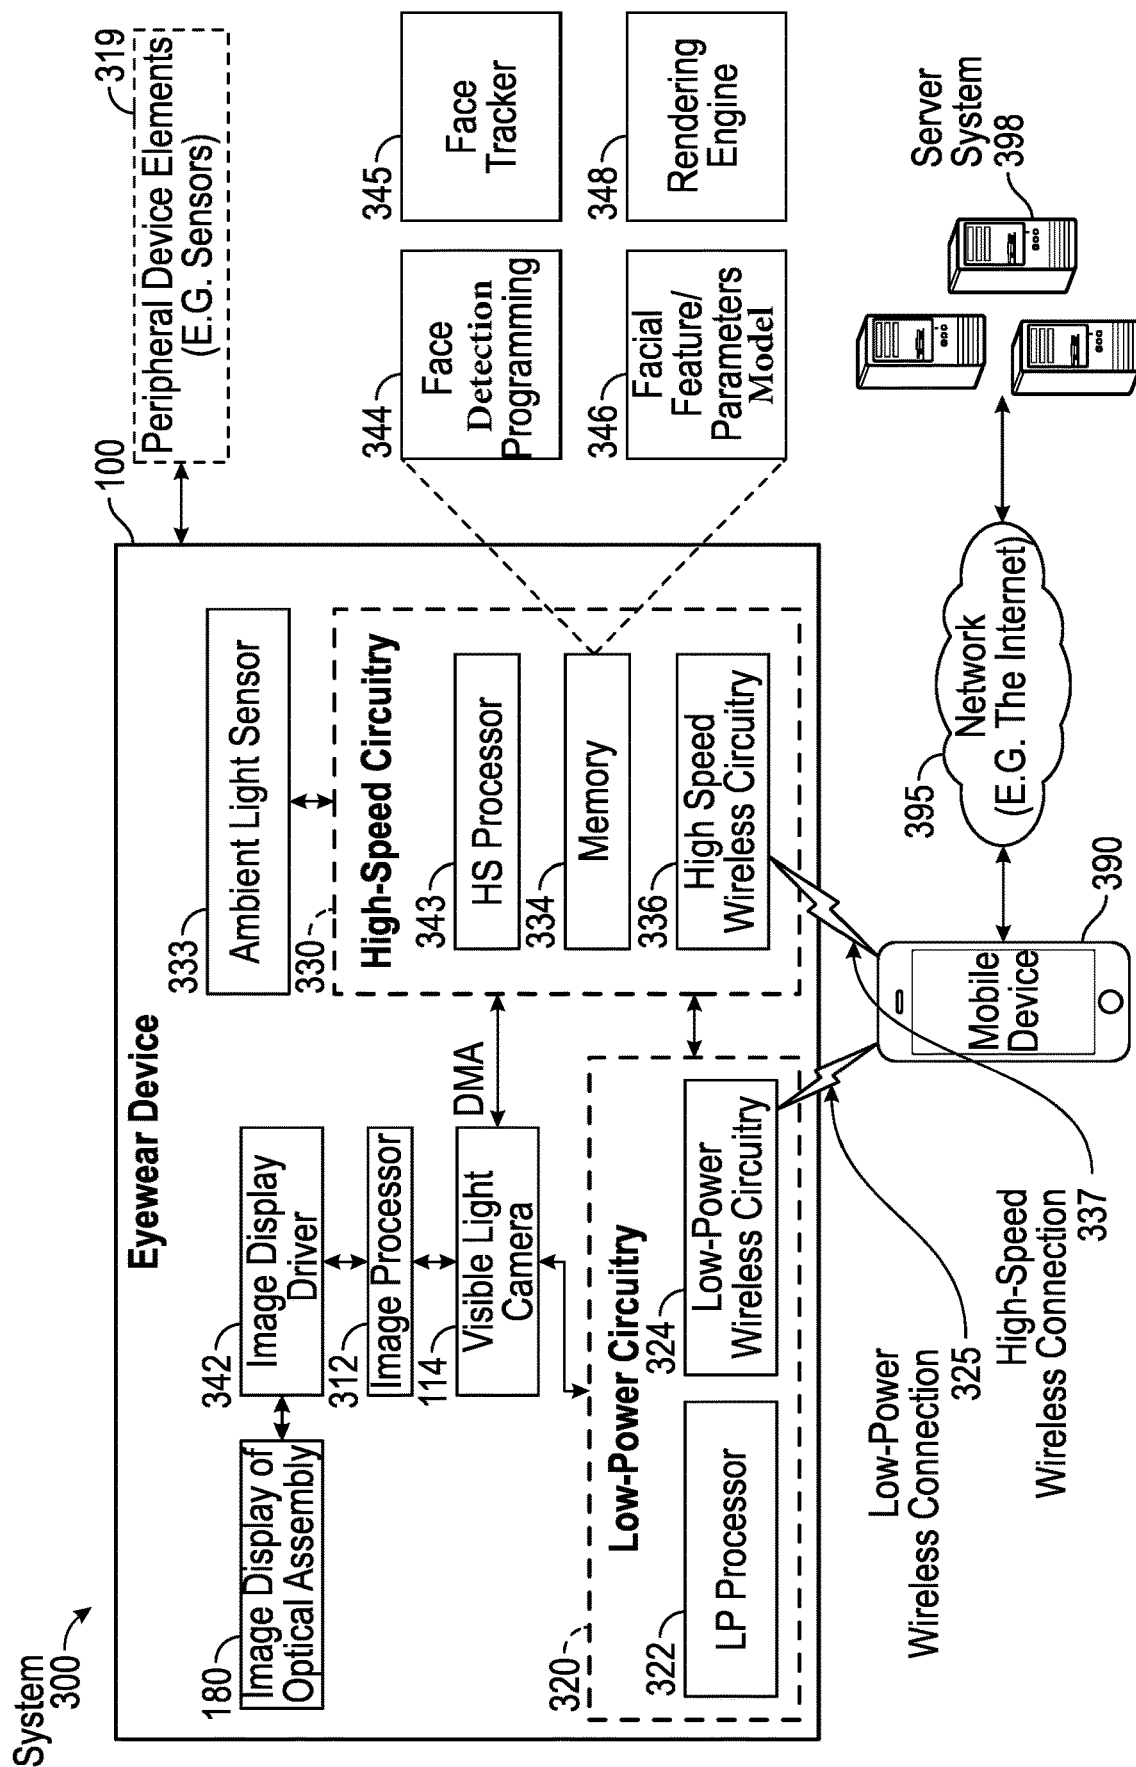 System
300
Eyewear Device
100
Peripheral Device Elements
(E.G. Sensors)
319
180
Image Display of
Optical Assembly
342
Image Display
Driver
312
Image Processor
114
Visible Light
Camera
DMA
333
Ambient Light Sensor
330
High-Speed Circuitry
343
HS Processor
334
Memory
336
High Speed
Wireless Circuitry
344
Face
Detection
Programming
345
Face
Tracker
346
Facial
Feature/
Parameters
Model
348
Rendering
Engine
320
Low-Power Circuitry
322
LP Processor
324
Low-Power
Wireless Circuitry
Low-Power
Wireless Connection
325
High-Speed
Wireless Connection
337
Mobile
Device
390
395
Network
(E.G. The Internet)
Server
System
398